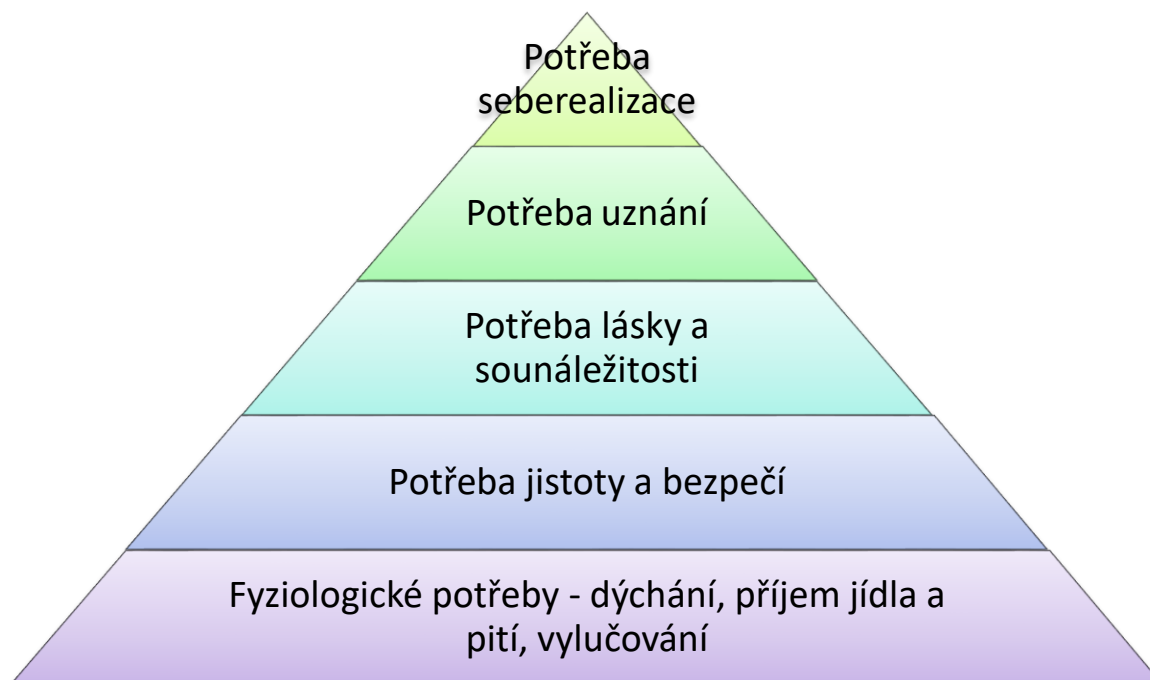 Potřeba
seberealizace
Potřeba uznání
Potřeba lásky a
sounáležitosti
Potřeba jistoty a bezpečí
Fyziologické potřeby - dýchání, příjem jídla a
pití, vylučování